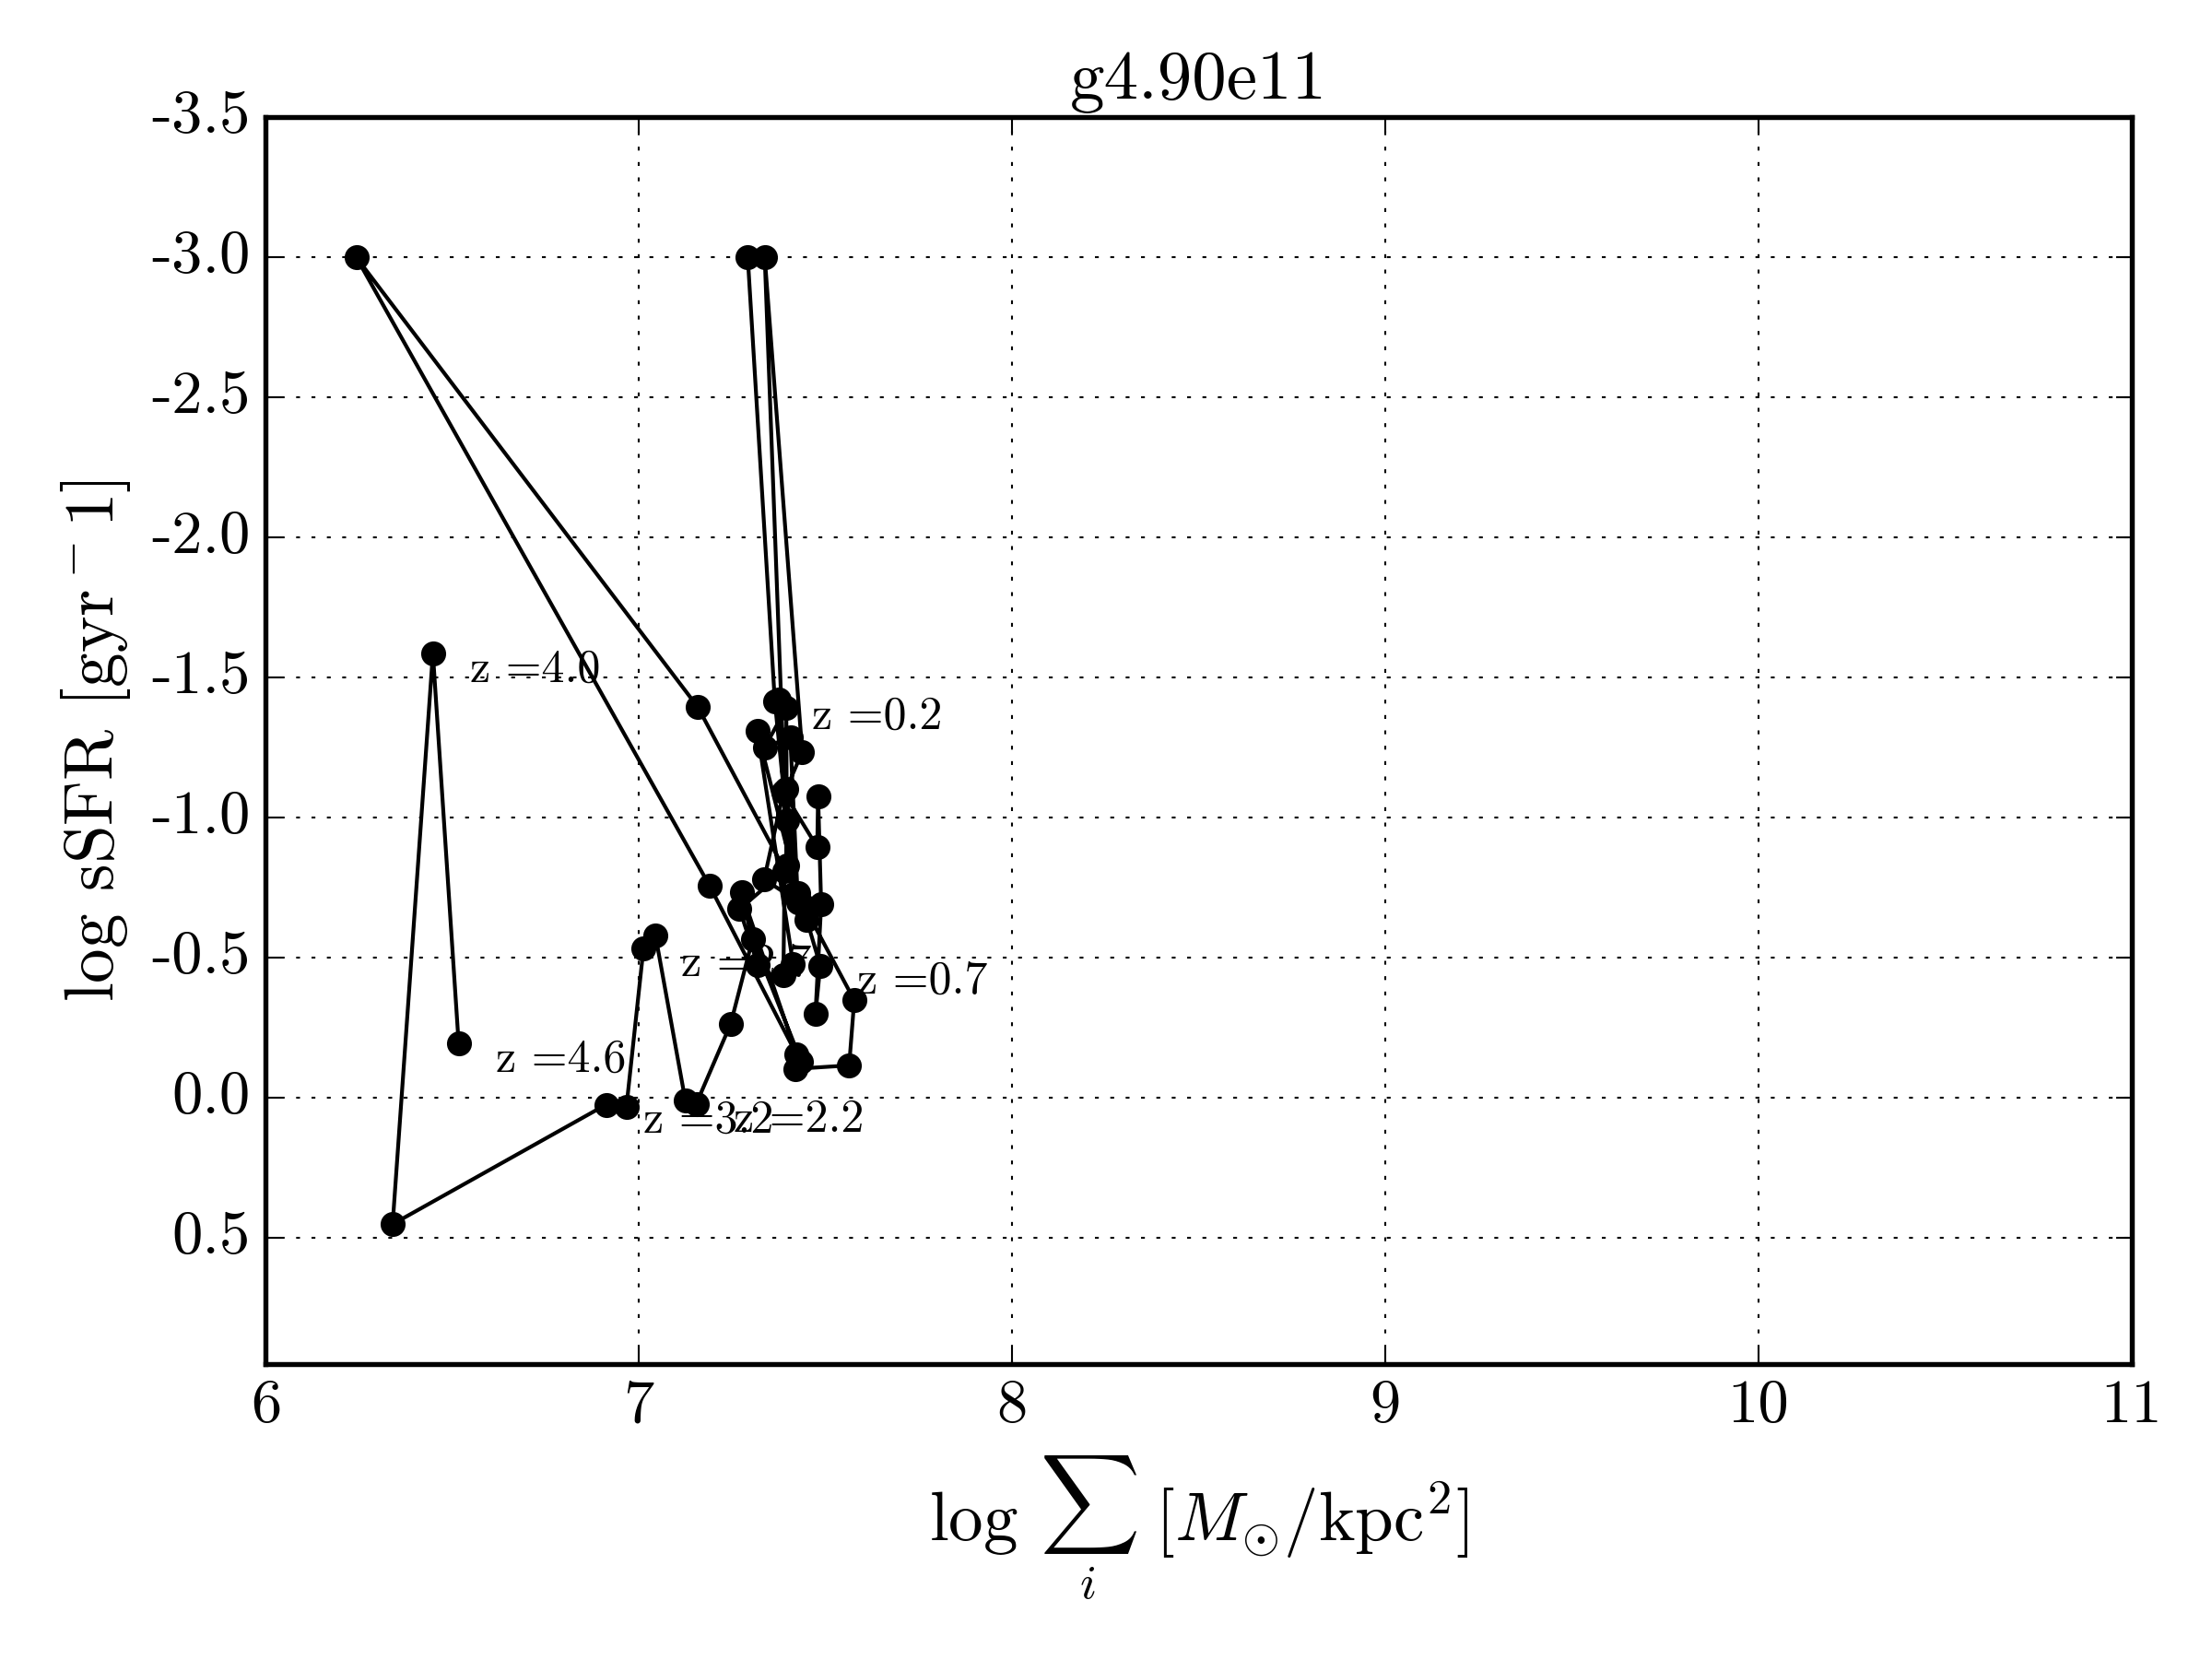 g4.90e11
-3.5
-3.0
-2.5
-2.0
-1.5
-1.0
-0.5
0.0
0.5
log sSFR [gyr − 1]
z =4.0
z =0.2
z =0.7
z =4.6
z =3.2
z =2.2
6 7 8 9 10 11
log ∑ᵢ [M⊙/kpc²]